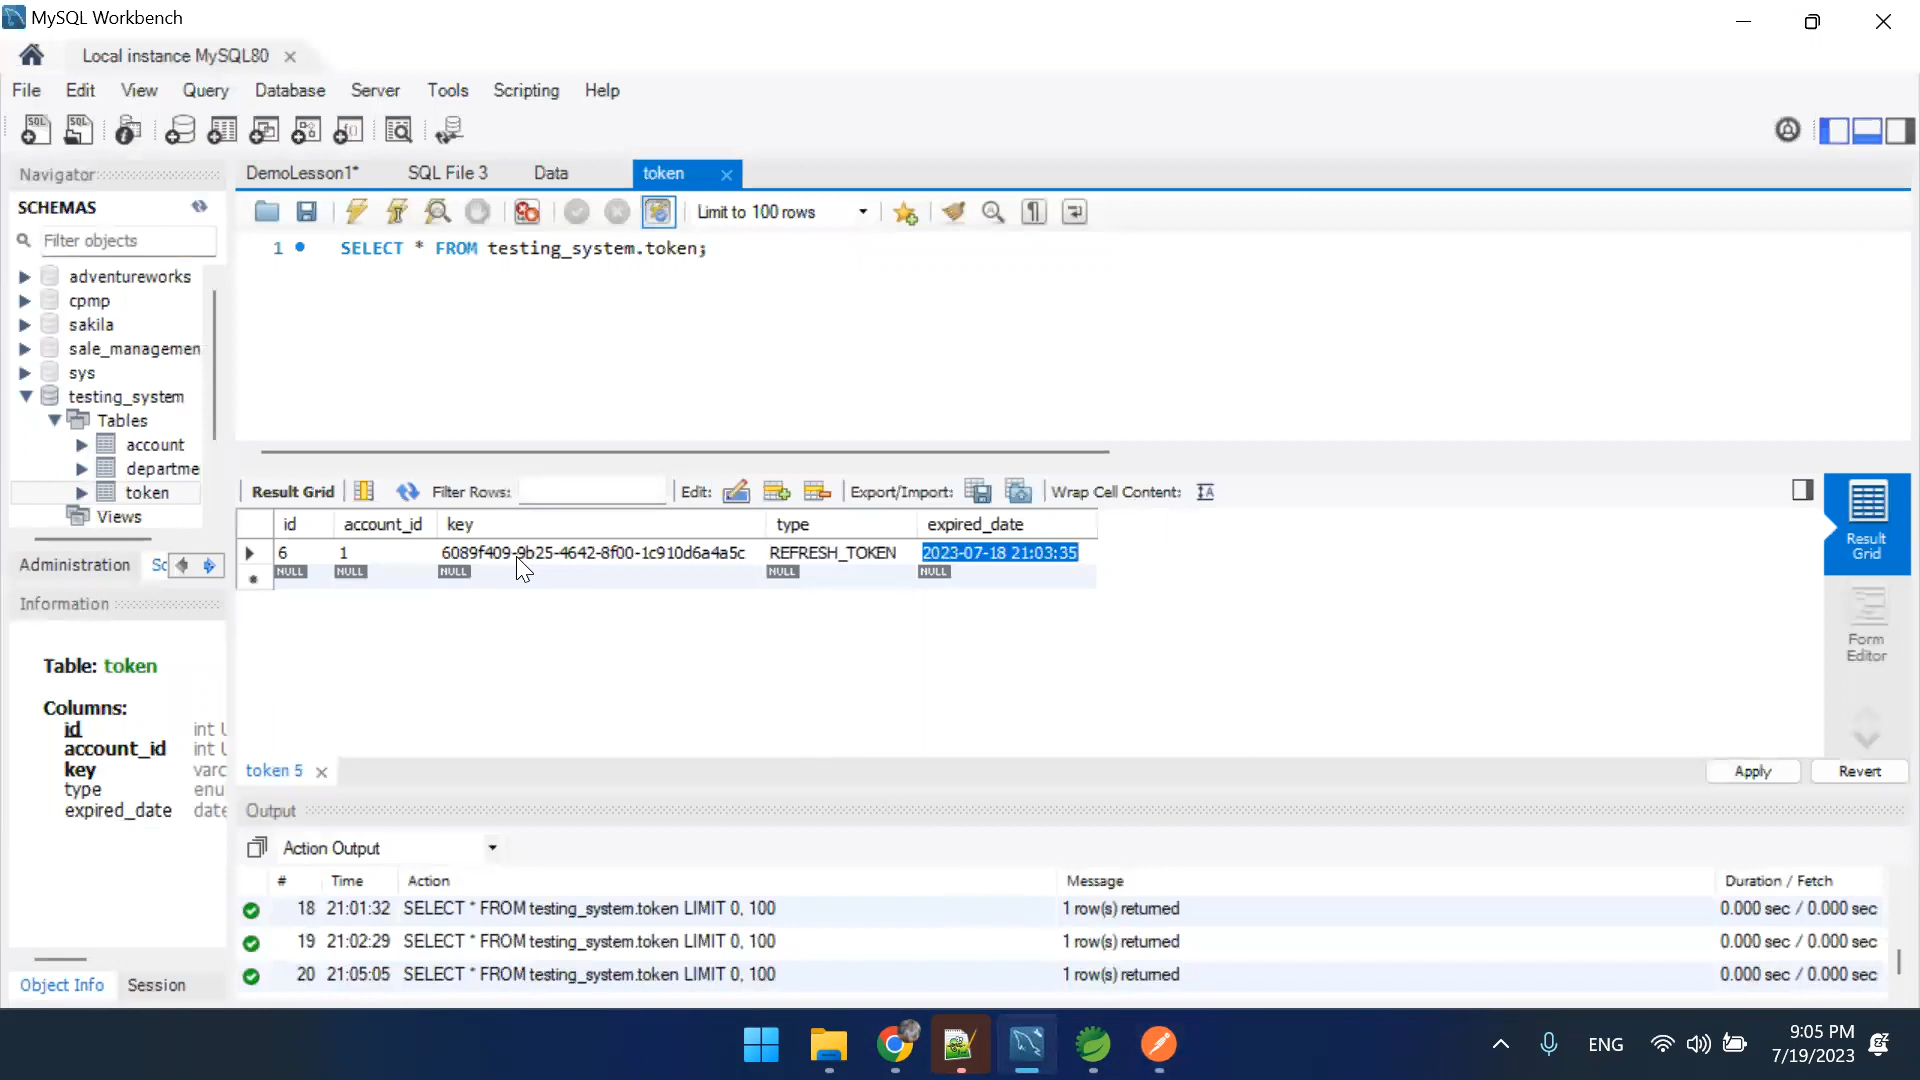 MySQL Workbench
Local instance MySQL80
File Edit View Query Database Server Tools Scripting Help
Navigator
SCHEMAS
Filter objects
adventureworks
cpmp
sakila
sale_managemen
sys
testing_system
Tables
account
departme
token
Views
Administration Sc
Information
Table: token
Columns:
id int U
account_id int U
key varc
type enu
expired_date date
Object Info Session
DemoLesson1* SQL File 3 Data token
Limit to 100 rows
1 SELECT * FROM testing_system.token;
Result Grid Filter Rows: Edit: Export/Import: Wrap Cell Content:
id account_id key type expired_date
6 1 6089f409-9b25-4642-8f00-1c910d6a4a5c REFRESH_TOKEN 2023-07-18 21:03:35
NULL NULL NULL NULL NULL
Result
Grid
Form
Editor
token 5
Apply Revert
Output
Action Output
# Time Action Message Duration / Fetch
18 21:01:32 SELECT * FROM testing_system.token LIMIT 0, 100 1 row(s) returned 0.000 sec / 0.000 sec
19 21:02:29 SELECT * FROM testing_system.token LIMIT 0, 100 1 row(s) returned 0.000 sec / 0.000 sec
20 21:05:05 SELECT * FROM testing_system.token LIMIT 0, 100 1 row(s) returned 0.000 sec / 0.000 sec
ENG
9:05 PM
7/19/2023